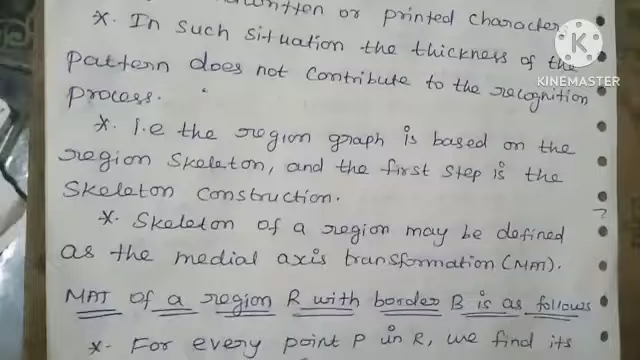 written or printed character
*. In such situation the thickness of the
pattern does not contribute to the recognition
process.
*. I.e the region graph is based on the
region skeleton, and the first step is the
skeleton construction.
*. Skeleton of a region may be defined
as the medial axis transformation (MAT).
MAT of a region R with border B is as follows
*. For every point P in R, we find its
K
KINEMASTER